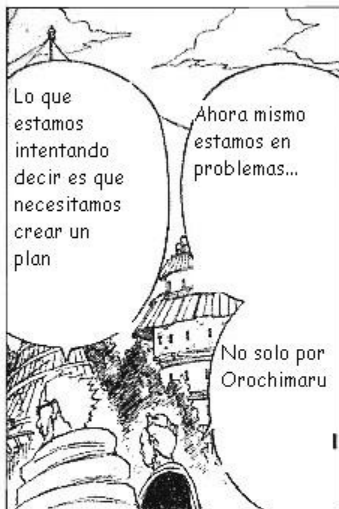 Ahora mismo
estamos en
problemas...
No solo por
Orochimaru
Lo que
estamos
intentando
decir es que
necesitamos
crear un
plan